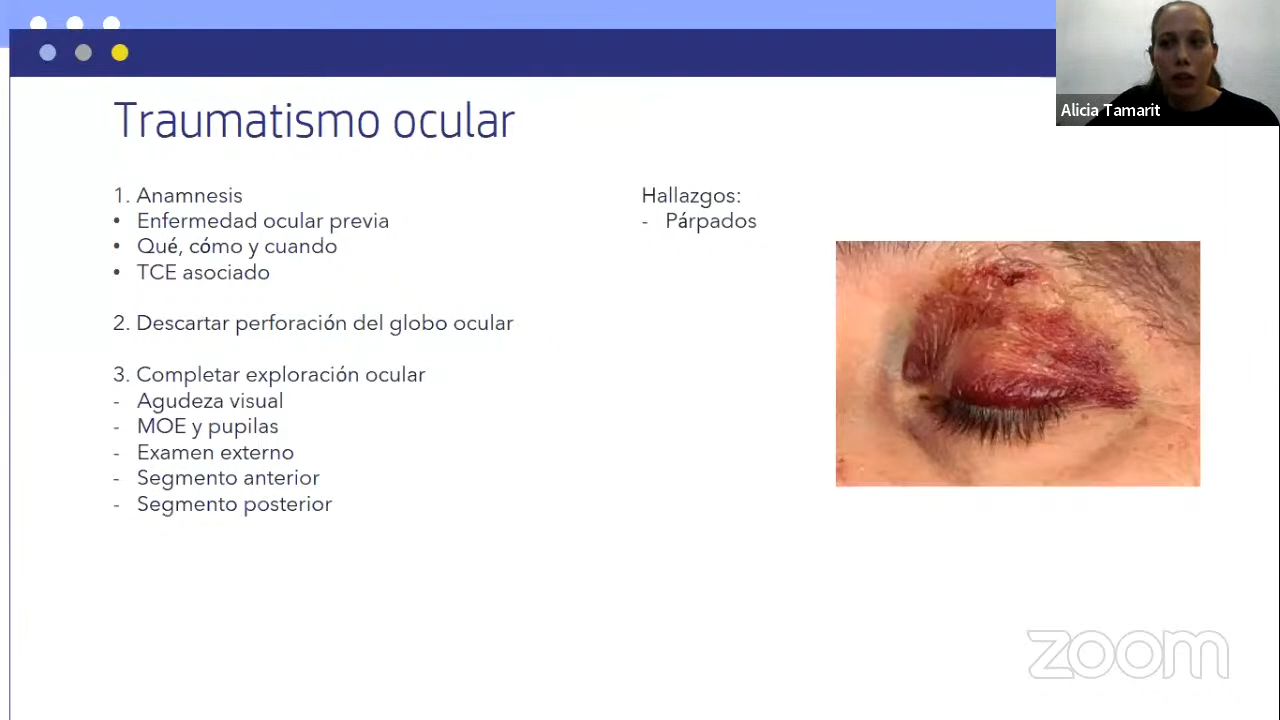 Traumatismo ocular
1. Anamnesis
• Enfermedad ocular previa
• Qué, cómo y cuando
• TCE asociado
2. Descartar perforación del globo ocular
3. Completar exploración ocular
- Agudeza visual
- MOE y pupilas
- Examen externo
- Segmento anterior
- Segmento posterior
Hallazgos:
- Párpados
Alicia Tamarit
zoom